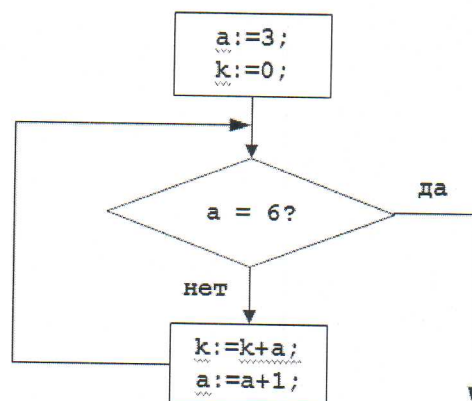 a:=3;
k:=0;
a = 6?
да
нет
k:=k+a;
a:=a+1;